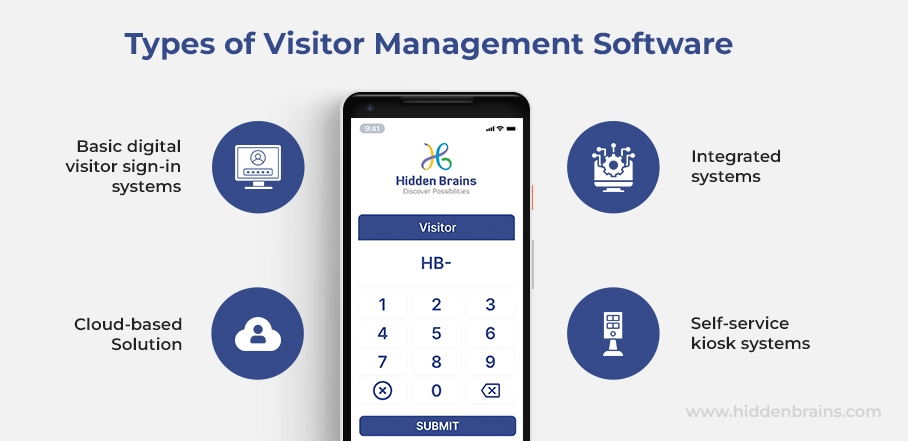 Types of Visitor Management Software
Basic digital
visitor sign-in
systems
Cloud-based
Solution
9:41
Hidden Brains
Discover Possibilities
Visitor
HB-
1 2 3
4 5 6
7 8 9
0
SUBMIT
Integrated
systems
Self-service
kiosk systems
www.hiddenbrains.com